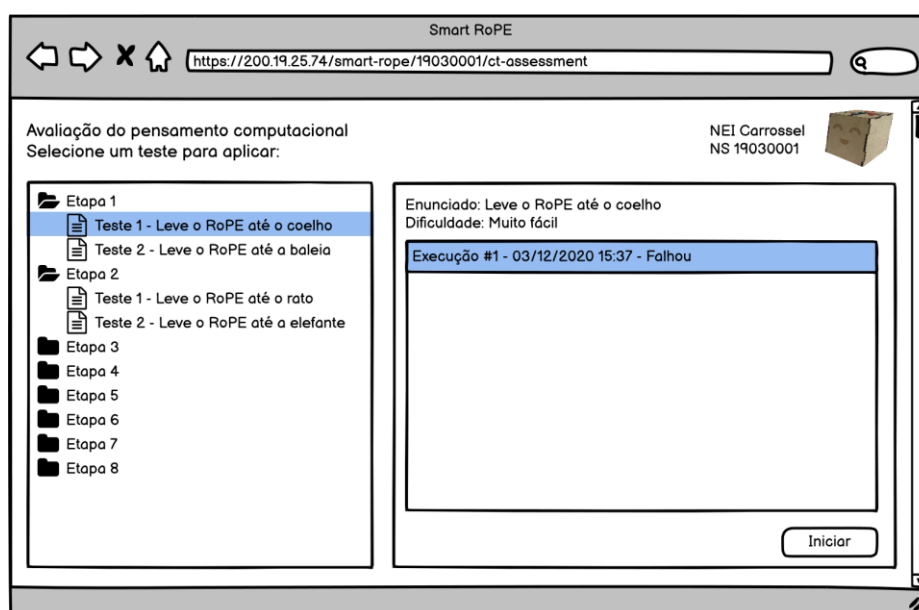 Smart RoPE
https://200.19.25.74/smart-rope/19030001/ct-assessment
Avaliação do pensamento computacional
Selecione um teste para aplicar:
NEI Carrossel
NS 19030001
Etapa 1
Teste 1 - Leve o RoPE até o coelho
Teste 2 - Leve o RoPE até a baleia
Etapa 2
Teste 1 - Leve o RoPE até o rato
Teste 2 - Leve o RoPE até a elefante
Etapa 3
Etapa 4
Etapa 5
Etapa 6
Etapa 7
Etapa 8
Enunciado: Leve o RoPE até o coelho
Dificuldade: Muito fácil
Execução #1 - 03/12/2020 15:37 - Falhou
Iniciar